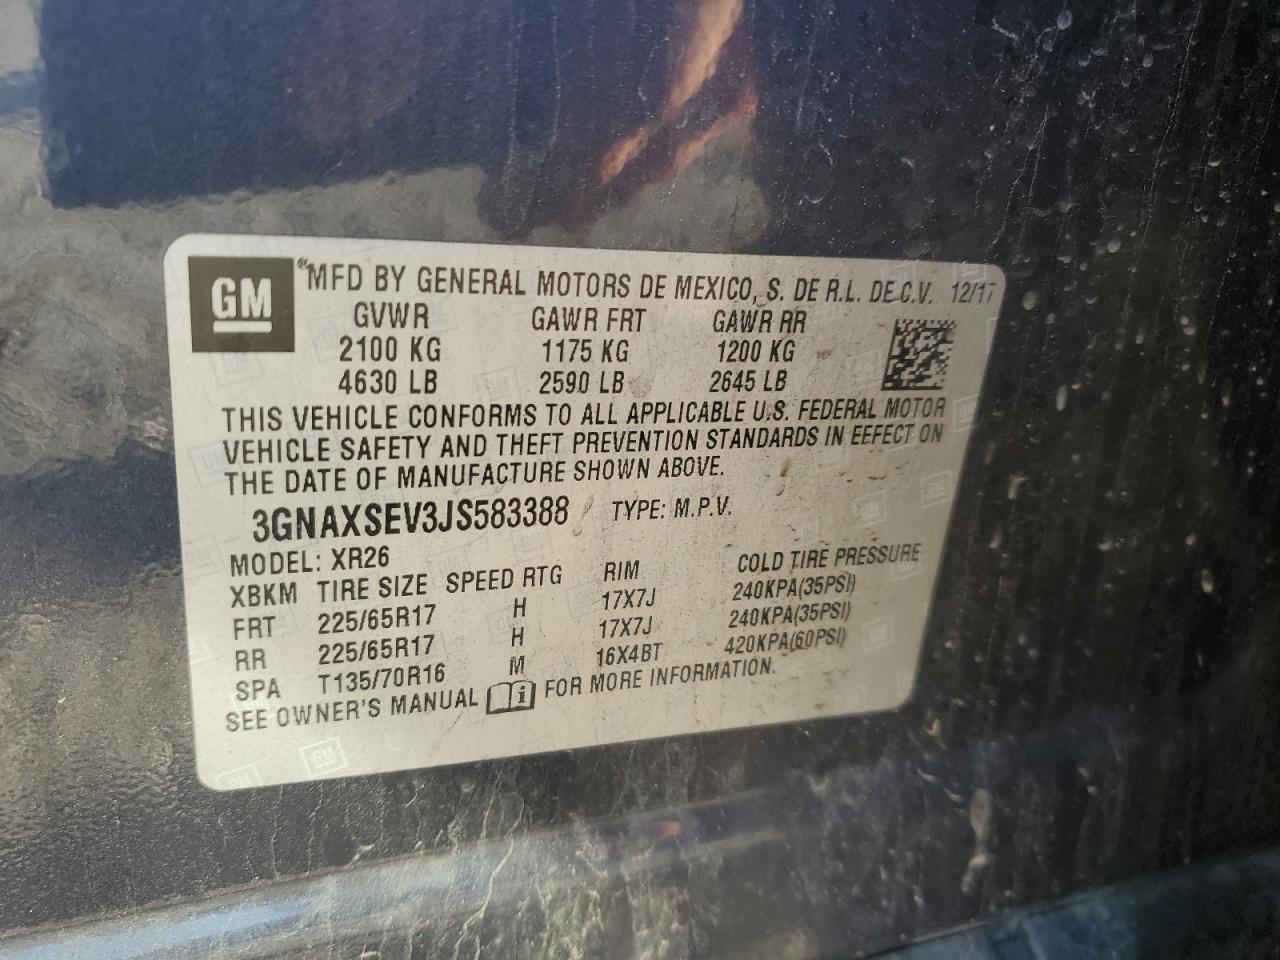 GM
MFD BY GENERAL MOTORS DE MEXICO, S. DE R.L. DE C.V. 12/17
GVWR GAWR FRT GAWR RR
2100 KG 1175 KG 1200 KG
4630 LB 2590 LB 2645 LB
THIS VEHICLE CONFORMS TO ALL APPLICABLE U.S. FEDERAL MOTOR
VEHICLE SAFETY AND THEFT PREVENTION STANDARDS IN EFFECT ON
THE DATE OF MANUFACTURE SHOWN ABOVE.
3GNAXSEV3JS583388 TYPE: M.P.V.
MODEL: XR26
XBKM TIRE SIZE SPEED RTG RIM COLD TIRE PRESSURE
FRT 225/65R17 H 17X7J 240KPA(35PSI)
RR 225/65R17 H 17X7J 240KPA(35PSI)
SPA T135/70R16 M 16X4BT 420KPA(60PSI)
SEE OWNER'S MANUAL FOR MORE INFORMATION.